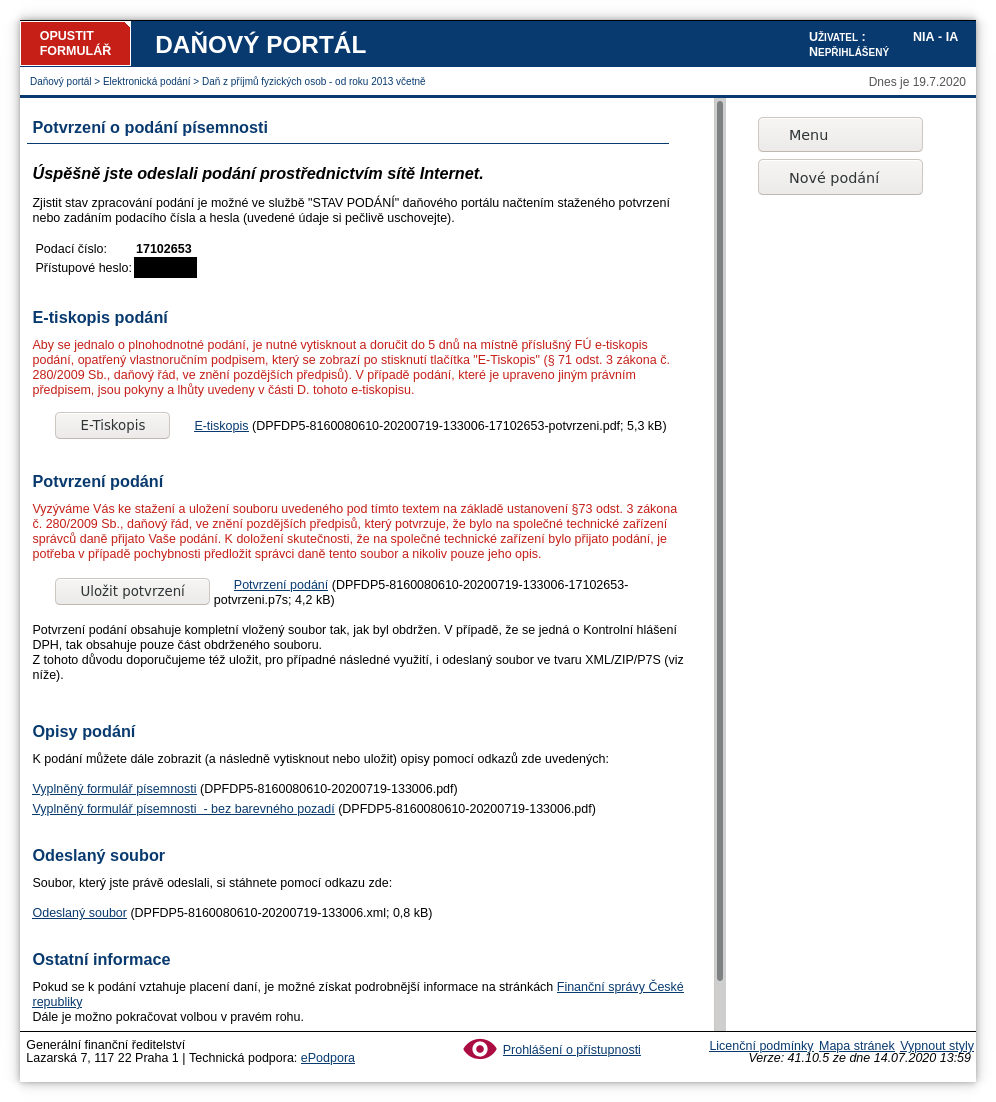 OPUSTIT
FORMULÁŘ
DAŇOVÝ PORTÁL
UŽIVATEL :
NEPŘIHLÁŠENÝ
NIA - IA
Daňový portál > Elektronická podání > Daň z příjmů fyzických osob - od roku 2013 včetně
Dnes je 19.7.2020
Potvrzení o podání písemnosti
Menu
Nové podání
Úspěšně jste odeslali podání prostřednictvím sítě Internet.
Zjistit stav zpracování podání je možné ve službě "STAV PODÁNÍ" daňového portálu načtením staženého potvrzení
nebo zadáním podacího čísla a hesla (uvedené údaje si pečlivě uschovejte).
Podací číslo: 17102653
Přístupové heslo:
E-tiskopis podání
Aby se jednalo o plnohodnotné podání, je nutné vytisknout a doručit do 5 dnů na místně příslušný FÚ e-tiskopis
podání, opatřený vlastnoručním podpisem, který se zobrazí po stisknutí tlačítka "E-Tiskopis" (§ 71 odst. 3 zákona č.
280/2009 Sb., daňový řád, ve znění pozdějších předpisů). V případě podání, které je upraveno jiným právním
předpisem, jsou pokyny a lhůty uvedeny v části D. tohoto e-tiskopisu.
E-Tiskopis
E-tiskopis (DPFDP5-8160080610-20200719-133006-17102653-potvrzeni.pdf; 5,3 kB)
Potvrzení podání
Vyzýváme Vás ke stažení a uložení souboru uvedeného pod tímto textem na základě ustanovení §73 odst. 3 zákona
č. 280/2009 Sb., daňový řád, ve znění pozdějších předpisů, který potvrzuje, že bylo na společné technické zařízení
správců daně přijato Vaše podání. K doložení skutečnosti, že na společné technické zařízení bylo přijato podání, je
potřeba v případě pochybnosti předložit správci daně tento soubor a nikoliv pouze jeho opis.
Uložit potvrzení
Potvrzení podání (DPFDP5-8160080610-20200719-133006-17102653-
potvrzeni.p7s; 4,2 kB)
Potvrzení podání obsahuje kompletní vložený soubor tak, jak byl obdržen. V případě, že se jedná o Kontrolní hlášení
DPH, tak obsahuje pouze část obdrženého souboru.
Z tohoto důvodu doporučujeme též uložit, pro případné následné využití, i odeslaný soubor ve tvaru XML/ZIP/P7S (viz
níže).
Opisy podání
K podání můžete dále zobrazit (a následně vytisknout nebo uložit) opisy pomocí odkazů zde uvedených:
Vyplněný formulář písemnosti (DPFDP5-8160080610-20200719-133006.pdf)
Vyplněný formulář písemnosti - bez barevného pozadí (DPFDP5-8160080610-20200719-133006.pdf)
Odeslaný soubor
Soubor, který jste právě odeslali, si stáhnete pomocí odkazu zde:
Odeslaný soubor (DPFDP5-8160080610-20200719-133006.xml; 0,8 kB)
Ostatní informace
Pokud se k podání vztahuje placení daní, je možné získat podrobnější informace na stránkách Finanční správy České
republiky
Dále je možno pokračovat volbou v pravém rohu.
Generální finanční ředitelství
Lazarská 7, 117 22 Praha 1 | Technická podpora: ePodpora
Prohlášení o přístupnosti
Licenční podmínky Mapa stránek Vypnout styly
Verze: 41.10.5 ze dne 14.07.2020 13:59